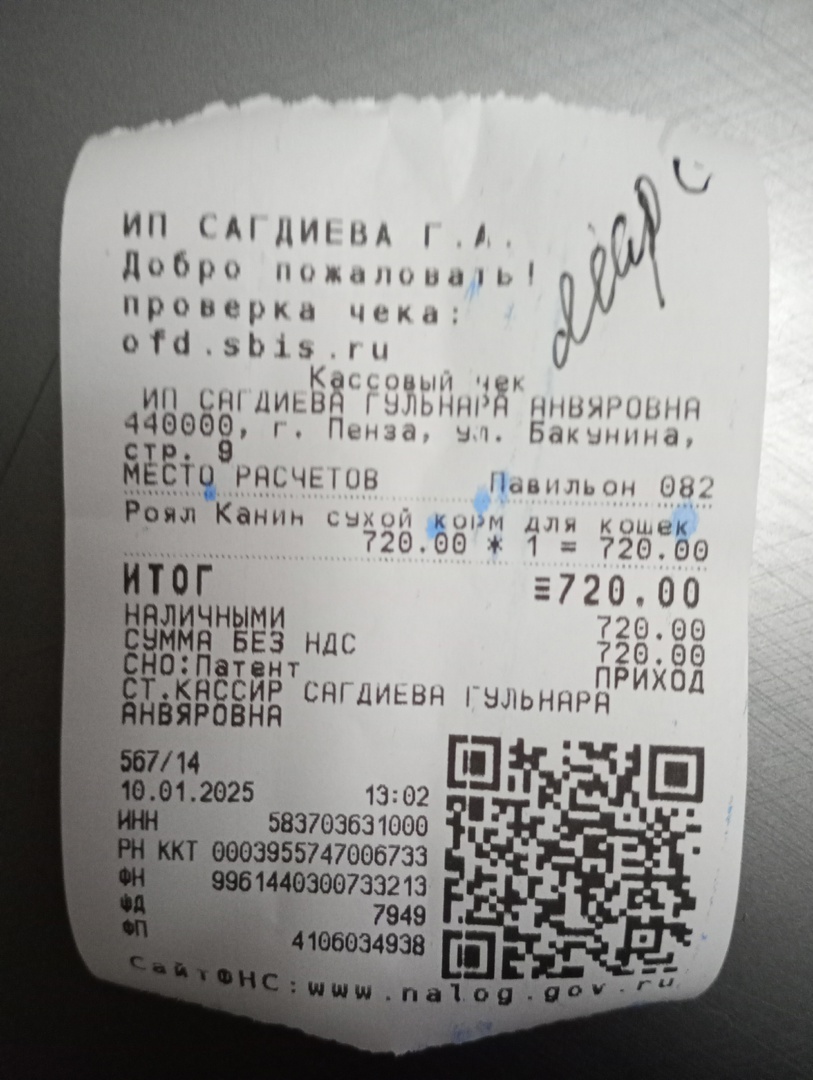 ИП САГДИЕВА Г.А.
Добро пожаловать!
проверка чека:
ofd.sbis.ru
Кассовый чек
ИП САГДИЕВА ГУЛЬНАРА АНВЯРОВНА
440000, г. Пенза, ул. Бакунина,
стр. 9
МЕСТО РАСЧЕТОВ Павильон 082
Роял Канин сухой корм для кошек
720.00 * 1 = 720.00
ИТОГ ≡720.00
НАЛИЧНЫМИ 720.00
СУММА БЕЗ НДС 720.00
СНО:Патент ПРИХОД
СТ.КАССИР САГДИЕВА ГУЛЬНАРА
АНВЯРОВНА
567/14
10.01.2025 13:02
ИНН 583703631000
РН ККТ 0003955747006733
ФН 9961440300733213
ФД 7949
ФП 4106034938
СайтФНС:www.nalog.gov.ru